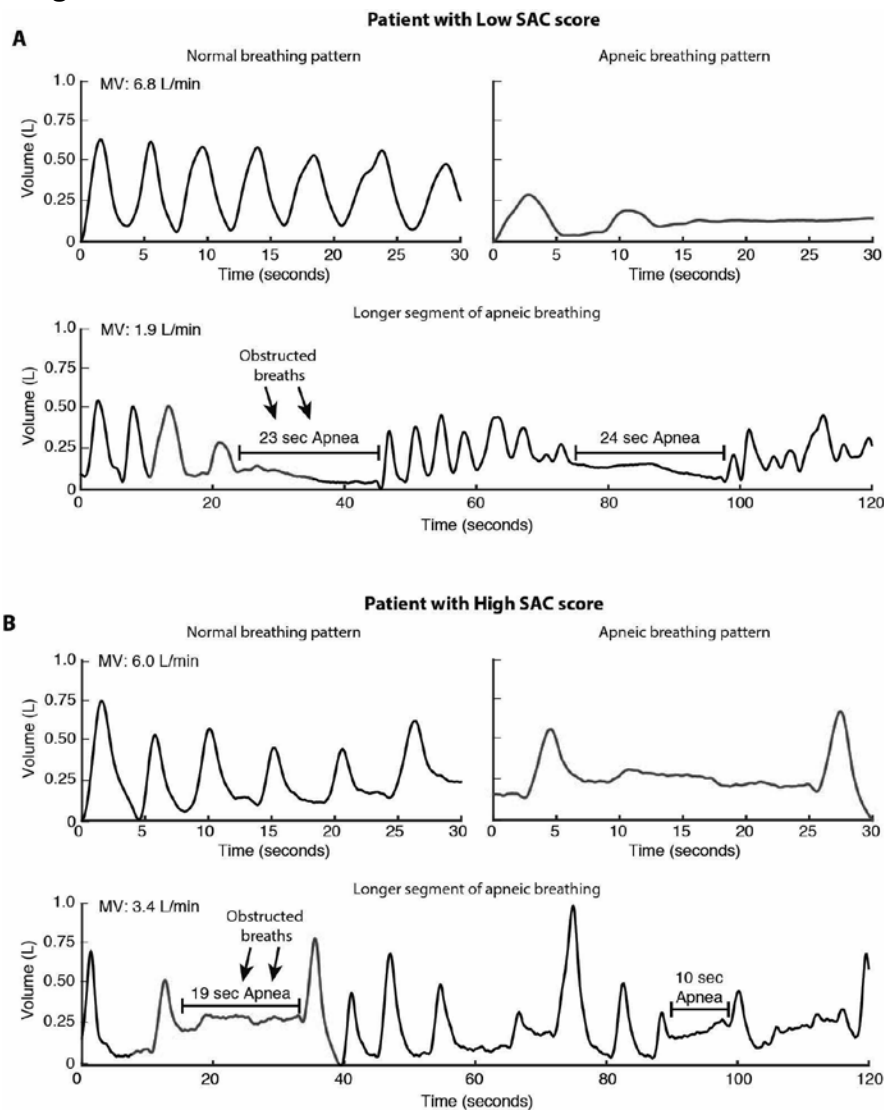 Patient with Low SAC score
A
Normal breathing pattern
Apneic breathing pattern
MV: 6.8 L/min
1.0
0.75
0.50
0.25
0
Volume (L)
0 5 10 15 20 25 30
Time (seconds)
0 5 10 15 20 25 30
Time (seconds)
Longer segment of apneic breathing
MV: 1.9 L/min
1.0
0.75
0.50
0.25
0
Volume (L)
Obstructed
breaths
23 sec Apnea
24 sec Apnea
0 20 40 60 80 100 120
Time (seconds)
Patient with High SAC score
B
Normal breathing pattern
Apneic breathing pattern
MV: 6.0 L/min
1.0
0.75
0.50
0.25
0
Volume (L)
0 5 10 15 20 25 30
Time (seconds)
0 5 10 15 20 25 30
Time (seconds)
Longer segment of apneic breathing
MV: 3.4 L/min
1.0
0.75
0.50
0.25
0
Volume (L)
Obstructed
breaths
19 sec Apnea
10 sec
Apnea
0 20 40 60 80 100 120
Time (seconds)